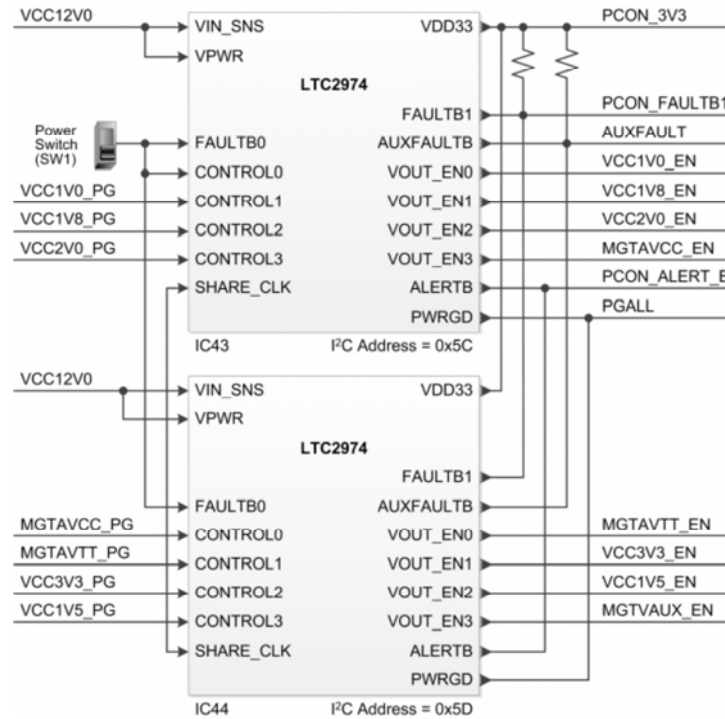 VCC12V0 VIN_SNS VDD33 PCON_3V3
VPWR
LTC2974
FAULTB1 PCON_FAULTB1
Power
Switch
(SW1)
FAULTB0 AUXFAULTB AUXFAULT
CONTROL0 VOUT_EN0 VCC1V0_EN
VCC1V0_PG CONTROL1 VOUT_EN1 VCC1V8_EN
VCC1V8_PG CONTROL2 VOUT_EN2 VCC2V0_EN
VCC2V0_PG CONTROL3 VOUT_EN3 MGTAVCC_EN
SHARE_CLK ALERTB PCON_ALERT_B
PWRGD PGALL
IC43 I²C Address = 0x5C
VCC12V0 VIN_SNS VDD33
VPWR
LTC2974
FAULTB1
FAULTB0 AUXFAULTB
MGTAVCC_PG CONTROL0 VOUT_EN0 MGTAVTT_EN
MGTAVTT_PG CONTROL1 VOUT_EN1 VCC3V3_EN
VCC3V3_PG CONTROL2 VOUT_EN2 VCC1V5_EN
VCC1V5_PG CONTROL3 VOUT_EN3 MGTVAUX_EN
SHARE_CLK ALERTB
PWRGD
IC44 I²C Address = 0x5D